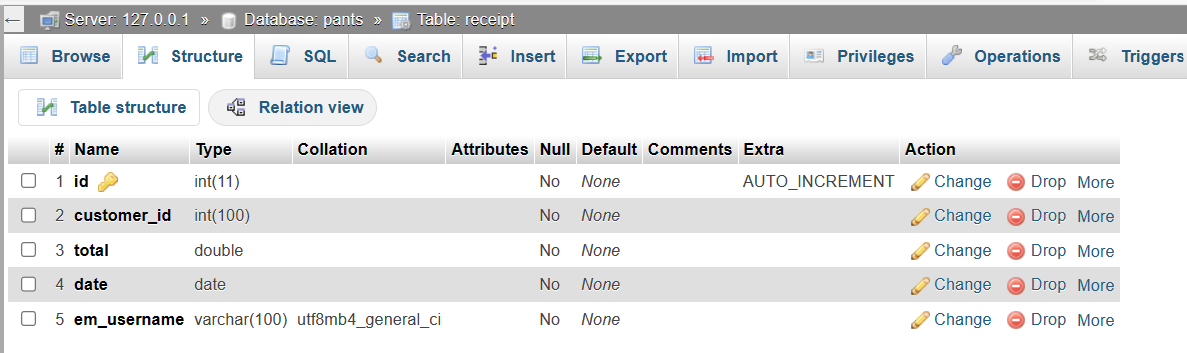 ← Server: 127.0.0.1 » Database: pants » Table: receipt
Browse Structure SQL Search Insert Export Import Privileges Operations Triggers
Table structure Relation view
# Name Type Collation Attributes Null Default Comments Extra Action
1 id int(11) No None AUTO_INCREMENT Change Drop More
2 customer_id int(100) No None Change Drop More
3 total double No None Change Drop More
4 date date No None Change Drop More
5 em_username varchar(100) utf8mb4_general_ci No None Change Drop More